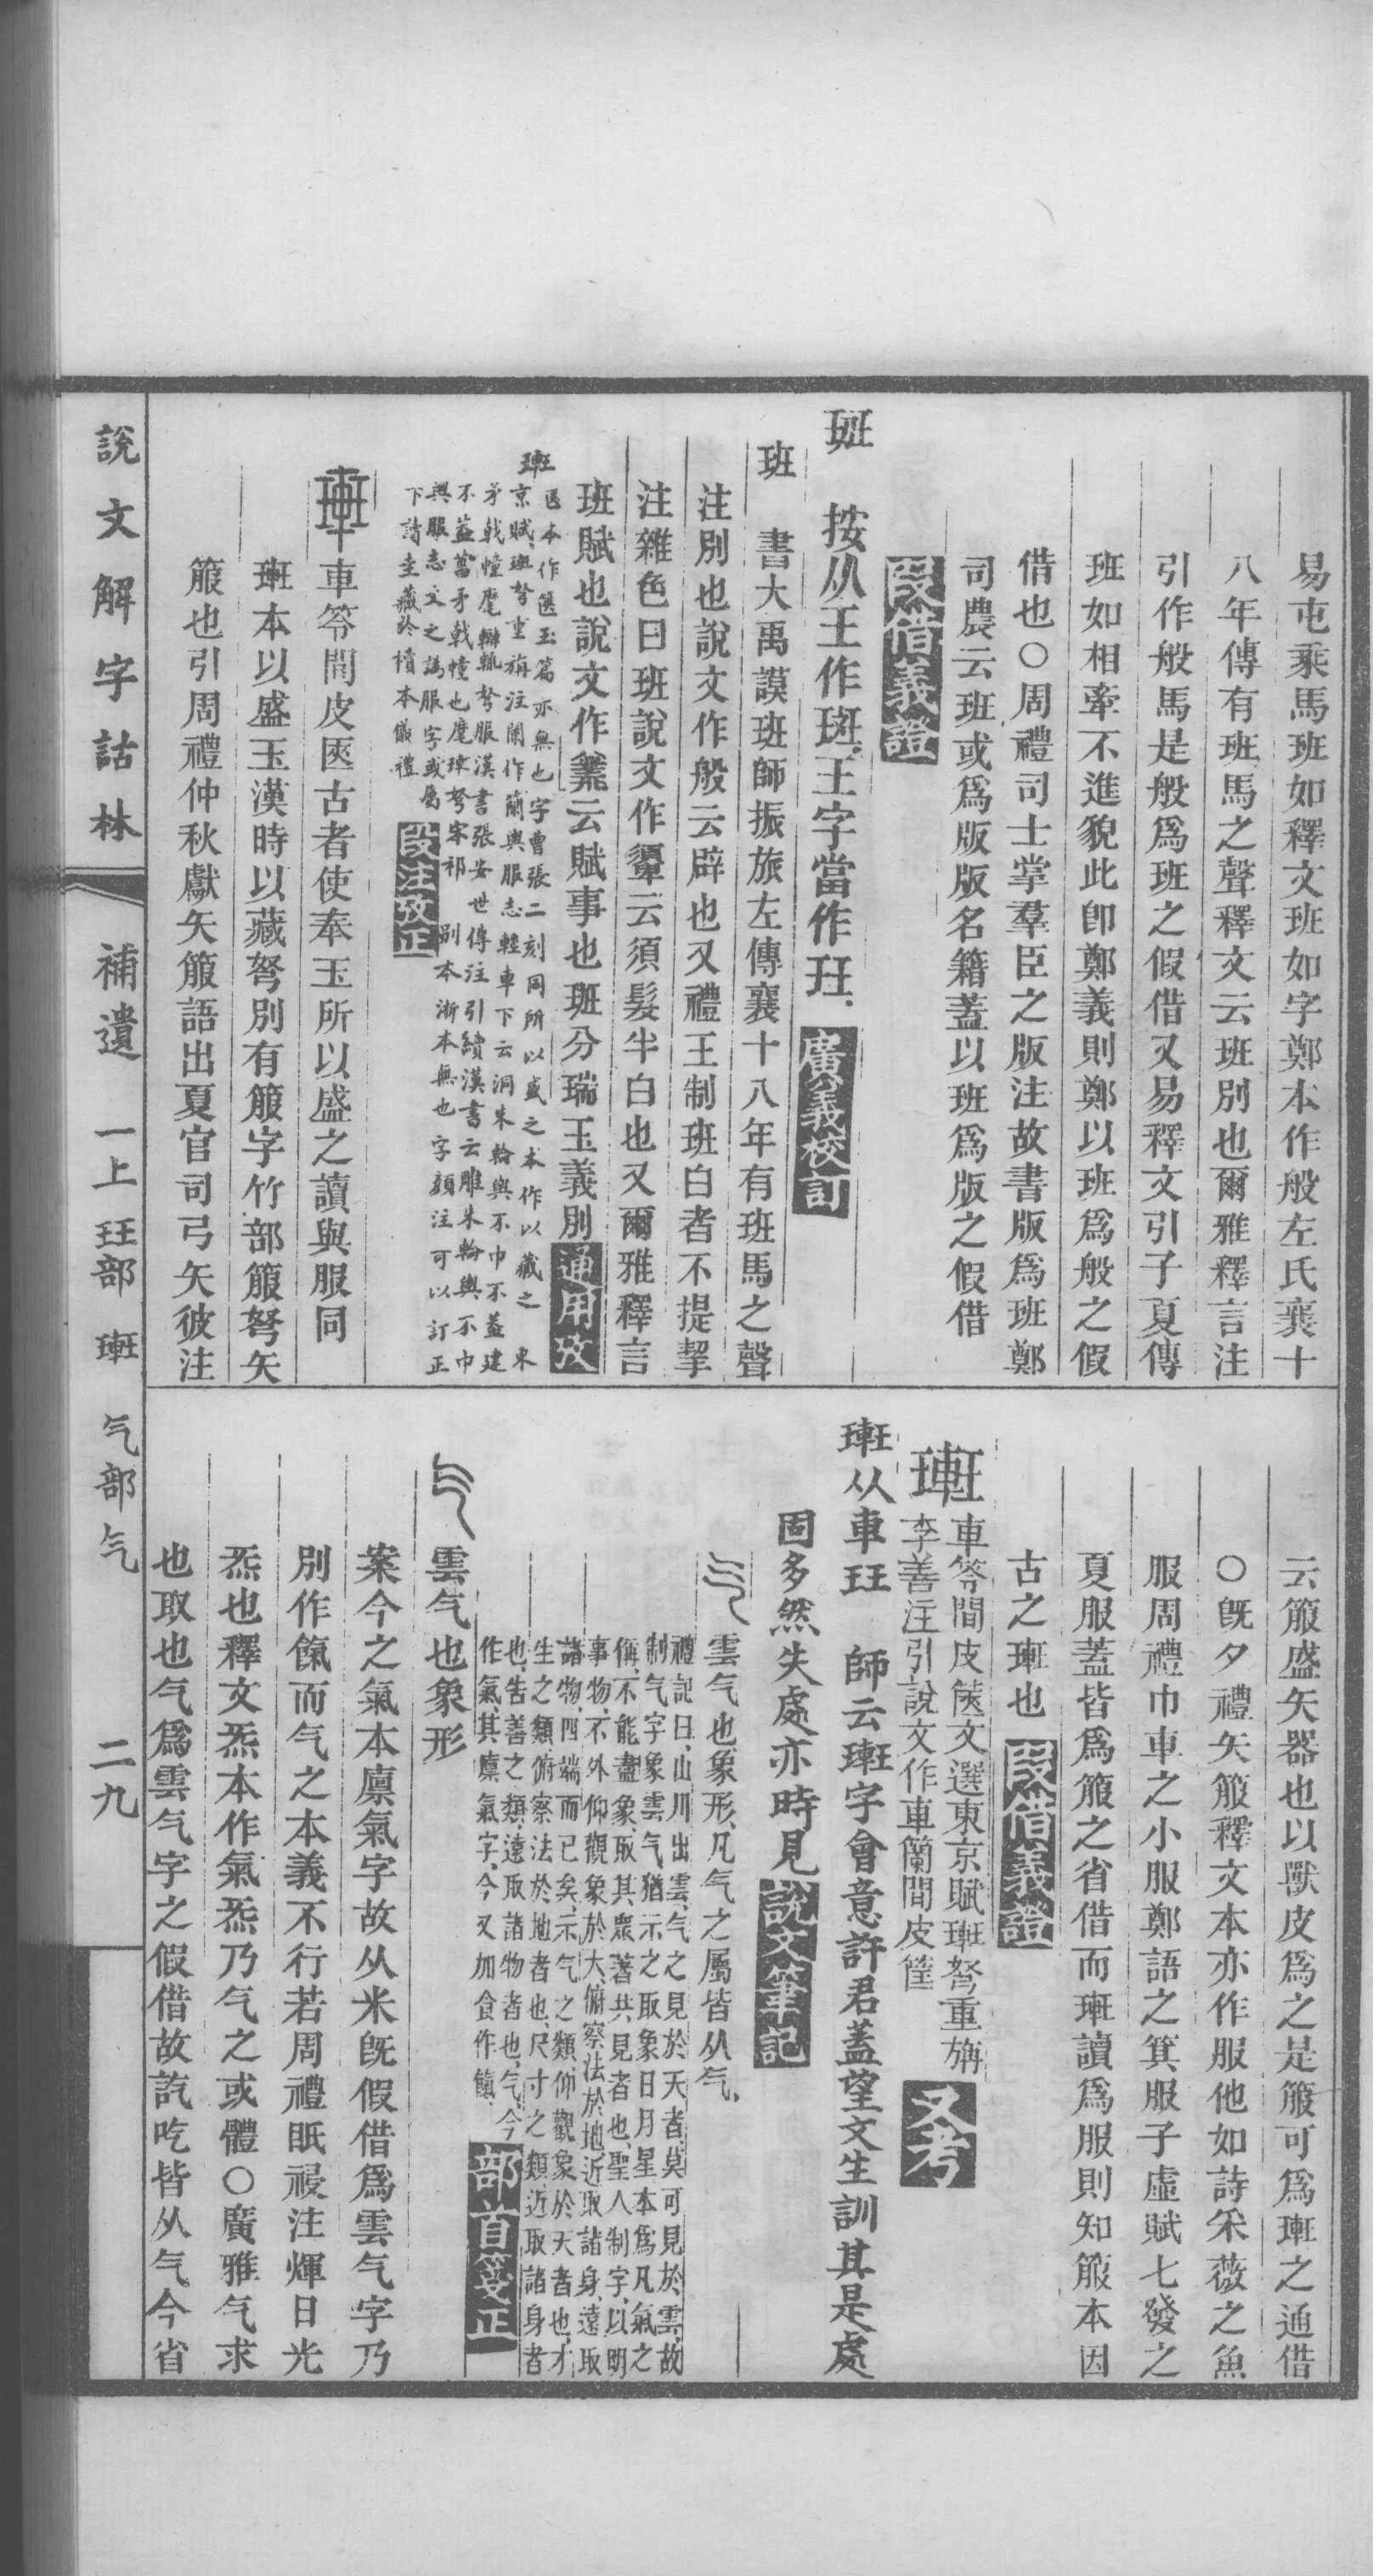 易屯乘馬班如釋文班如字鄭本作般左氏襄十
八年傳有班馬之聲釋文云班別也爾雅釋言注
引作般馬是般爲班之假借又易釋文引子夏傳
班如相牽不進貌此卽鄭義則鄭以班爲般之假
借也○周禮司士掌羣臣之版注故書版爲班鄭
司農云班或爲版版名籍蓋以班爲版之假借
段借義證
班　按从王作班王字當作玨、廣義校訂
班　書大禹謨班師振旅左傳襄十八年有班馬之聲
注別也說文作般云辟也又禮王制班白者不提挈
注雜色曰班說文作辬云須髮半白也又爾雅釋言
班賦也說文作䉵云賦事也班分瑞玉義別通用攷
㻴
医本作篋玉篇亦無也字曹張二刻同所以盛之本作以藏之　東
京賦㻴弩重旃注闌作蘭輿服志輕車下云洞朱輪輿不巾不蓋建
矛戟幢麾㻴輒弩服漢書張安世傳注引續漢書云雕朱輪輿不巾
不蓋菑矛戟幢也麾㻴弩宋祁　別本浙本無也字顏注可以訂正
輿服志文之譌服字或屬
下讀圭藏於櫝本儀禮　段注攷正
㻴車笭閒皮医古者使奉玉所以盛之讀與服同
㻴本以盛玉漢時以藏弩別有箙字竹部箙弩矢
箙也引周禮仲秋獻矢箙語出夏官司弓矢彼注
云箙盛矢器也以獸皮爲之是箙可爲㻴之通借
○旣夕禮矢箙釋文本亦作服他如詩采薇之魚
服周禮巾車之小服鄭語之箕服子虛賦七發之
夏服蓋皆爲箙之省借而㻴讀爲服則知箙本因
古之㻴也　段借義證
㻴車笭間皮篋文選東京賦㻴弩重旃
李善注引說文作車蘭間皮筐　又考
㻴从車玨　師云㻴字會意許君蓋望文生訓其是處
固多然失處亦時見說文筆記
气雲气也象形、凡气之屬皆从气、
禮記曰、山川出雲、气之見於天者、莫可見於雲、故
制气字象雲气猶示之取象日月星本爲凡氣之
偁、不能盡象、取其衆著共見者也、聖人制字、以明
事物、不外仰觀象於天、俯察法於地、近取諸身、遠取
諸物、四端而已矣、示气之類、仰觀象於天者也、才
生之類、俯察法於地者也、尺寸之類、近取諸身者
也、告善之類、遠取諸物者也、气、今
作氣、其廩氣字、今又加食作餼、　部首箋正
气雲气也象形
案今之氣本廩氣字故从米旣假借爲雲气字乃
別作餼而气之本義不行若周禮眡祲注煇日光
炁也釋文炁本作氣炁乃气之或體○廣雅气求
也取也气爲雲气字之假借故訖吃皆从气今省
說文解字詁林　補遺　一上　玨部　㻴　气部气　二九